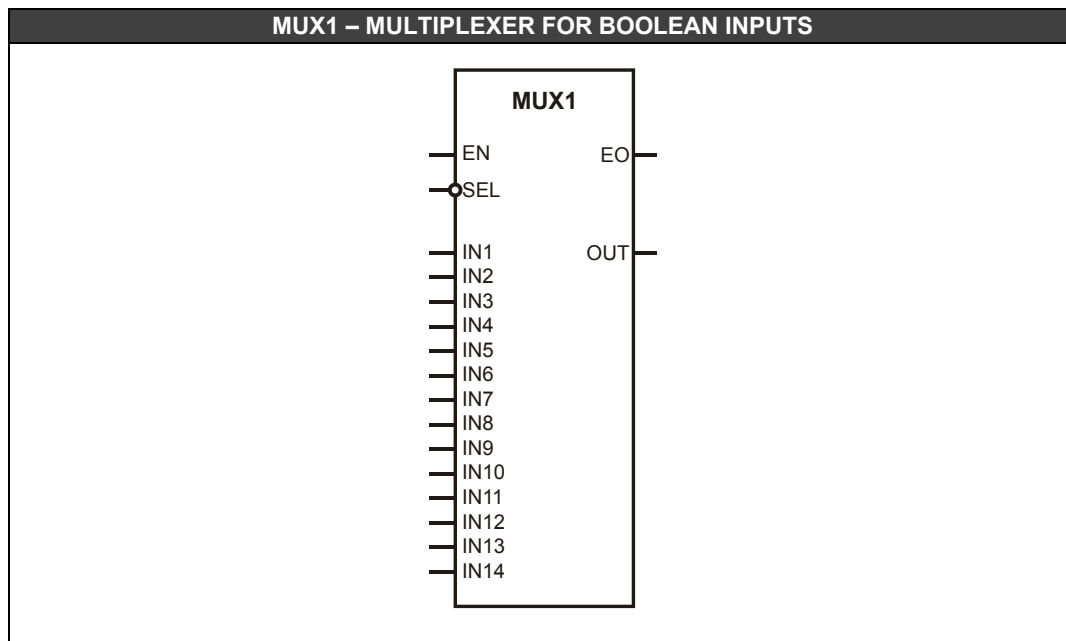 MUX1 – MULTIPLEXER FOR BOOLEAN INPUTS
MUX1
EN EO
SEL
IN1 OUT
IN2
IN3
IN4
IN5
IN6
IN7
IN8
IN9
IN10
IN11
IN12
IN13
IN14